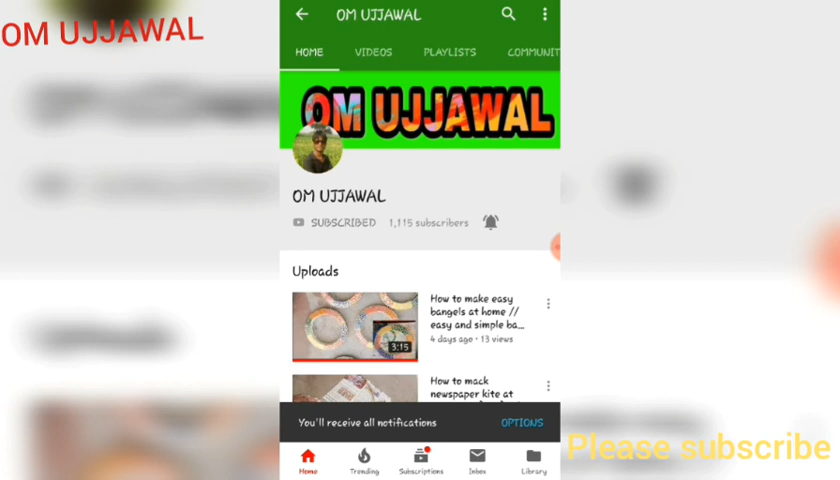 OM UJJAWAL
OM UJJAWAL
HOME VIDEOS PLAYLISTS COMMUNIT
OM UJJAWAL
OM UJJAWAL
SUBSCRIBED 1,115 subscribers
Uploads
How to make easy
bangels at home //
easy and simple ba...
4 days ago • 13 views
3:15
How to mack
newspaper kite at
You'll receive all notifications OPTIONS
Home Trending Subscriptions Inbox Library
Please subscribe